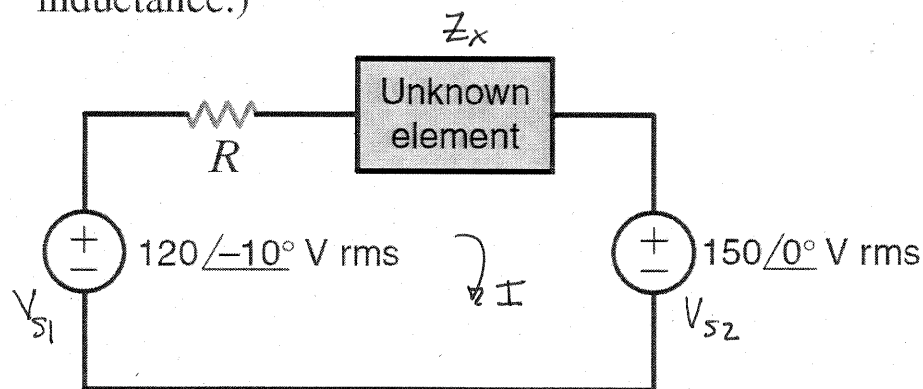 inductance.)
Zx
Unknown
element
R
120/–10° V rms
I
150/0° V rms
VS1
VS2